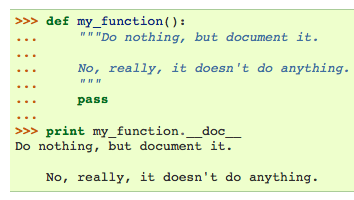 >>> def my_function():
...     """Do nothing, but document it.
...
...     No, really, it doesn't do anything.
...     """
...     pass
...
>>> print my_function.__doc__
Do nothing, but document it.

    No, really, it doesn't do anything.